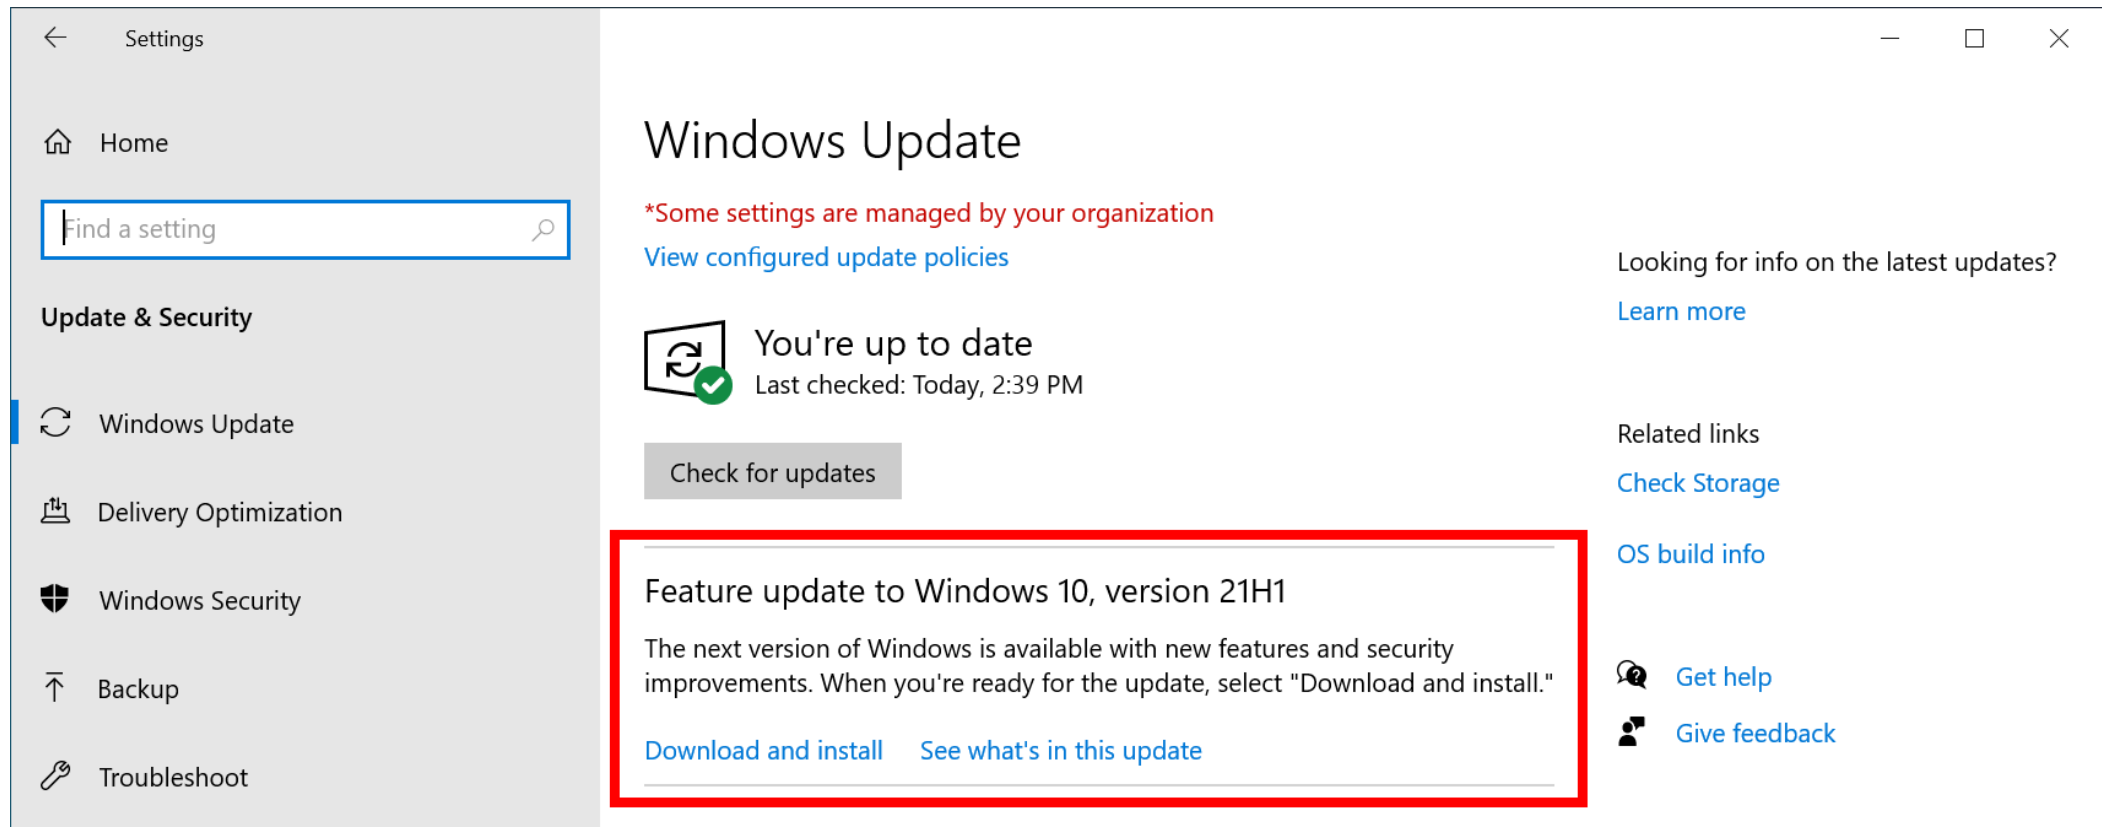 Settings
Home
Find a setting
Update & Security
Windows Update
Delivery Optimization
Windows Security
Backup
Troubleshoot
Windows Update
*Some settings are managed by your organization
View configured update policies
You're up to date
Last checked: Today, 2:39 PM
Check for updates
Feature update to Windows 10, version 21H1
The next version of Windows is available with new features and security
improvements. When you're ready for the update, select "Download and install."
Download and install See what's in this update
Looking for info on the latest updates?
Learn more
Related links
Check Storage
OS build info
Get help
Give feedback